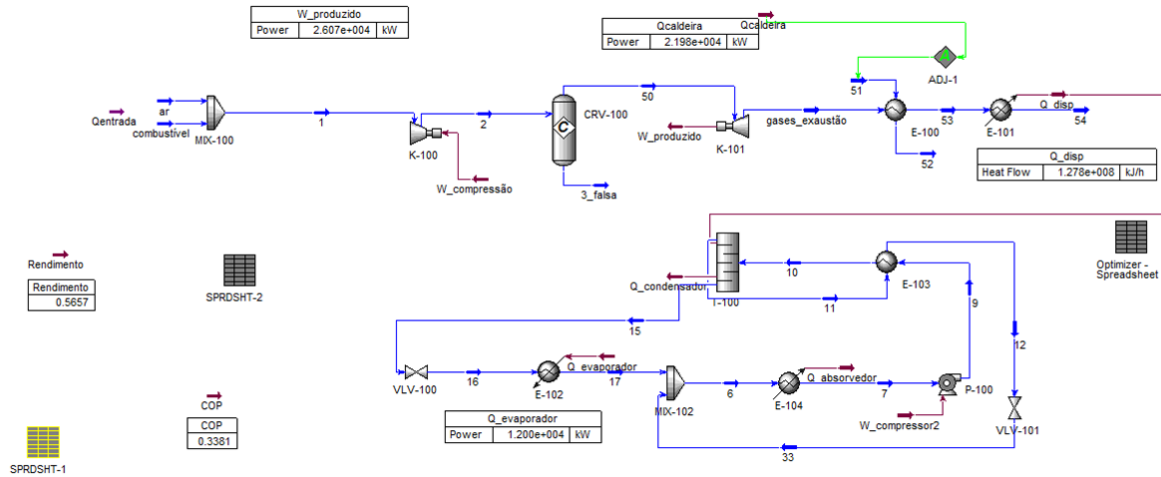 W_produzido
Power 2.607e+004 kW
Qcaldeira
Power 2.198e+004 kW
Qcaldeira
ADJ-1
Qentrada
ar
combustível
MIX-100
1
K-100
2
W_compressão
CRV-100
50
3_falsa
W_produzido
K-101
gases_exaustão
51
E-100
52
53
E-101
Q_disp
54
Q_disp
Heat Flow 1.278e+008 kJ/h
Rendimento
Rendimento
0.5657
SPRDSHT-2
Q_condensador
T-100
10
11
E-103
9
12
Optimizer -
Spreadsheet
15
VLV-100
16
Q_evaporador
E-102
17
MIX-102
6
Q_absorvedor
E-104
7
P-100
W_compressor2
VLV-101
33
COP
COP
0.3381
Q_evaporador
Power 1.200e+004 kW
SPRDSHT-1